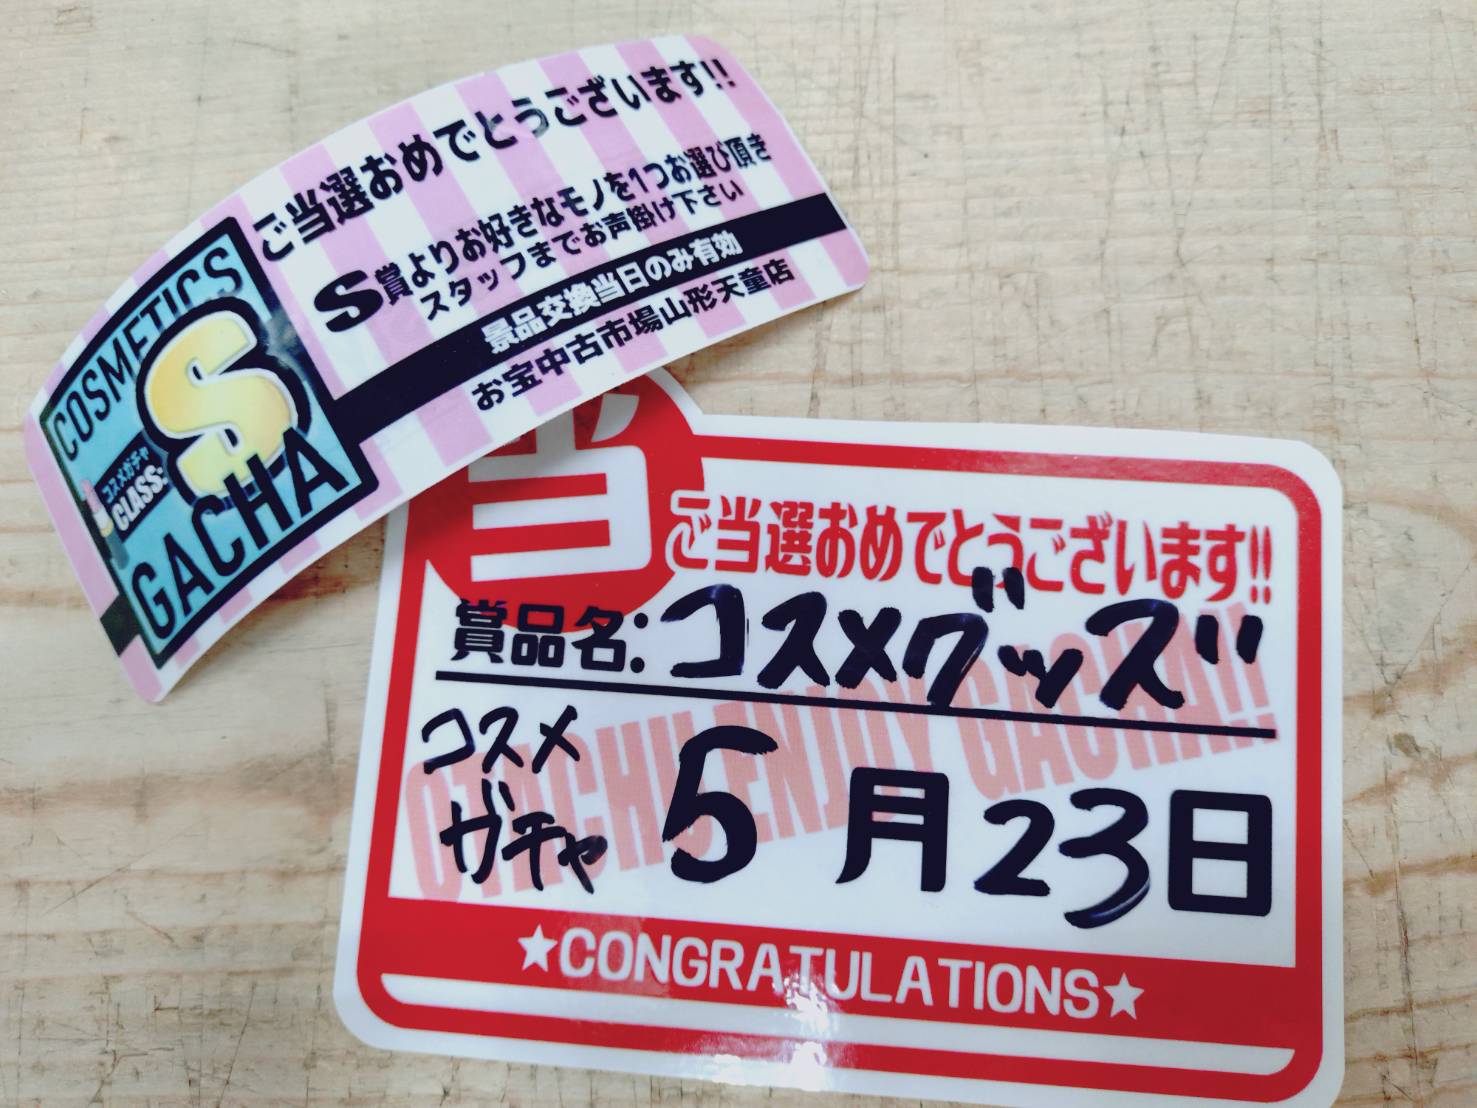 ご当選おめでとうございます!!
S賞よりお好きなモノを1つお選び頂き
スタッフまでお声掛け下さい
景品交換当日のみ有効
お宝中古市場山形天童店
COSMETICS
S
コスメガチャ
CLASS:
GACHA
当
ご当選おめでとうございます!!
賞品名:コスメグッズ
OTACHU ENJOY GACHA!!
コスメ
ガチャ
5月23日
★CONGRATULATIONS★